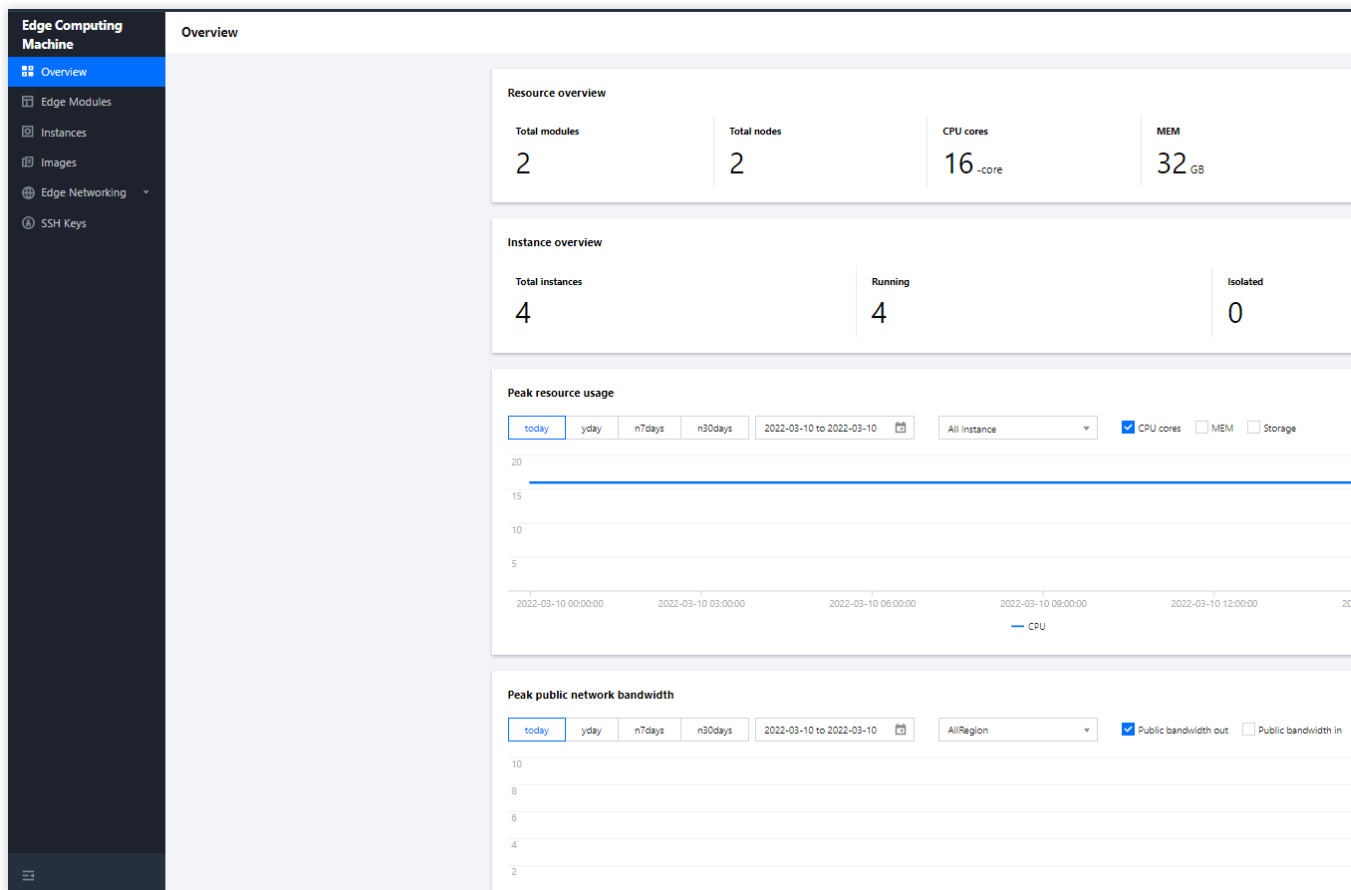 Edge Computing
Machine
Overview
Overview
Edge Modules
Instances
Images
Edge Networking
SSH Keys
Resource overview
Total modules Total nodes CPU cores MEM
2 2 16 -core 32 GB
Instance overview
Total instances Running Isolated
4 4 0
Peak resource usage
today yday n7days n30days 2022-03-10 to 2022-03-10 All instance CPU cores MEM Storage
20
15
10
5
2022-03-10 00:00:00 2022-03-10 03:00:00 2022-03-10 06:00:00 2022-03-10 09:00:00 2022-03-10 12:00:00 20
CPU
Peak public network bandwidth
today yday n7days n30days 2022-03-10 to 2022-03-10 AllRegion Public bandwidth out Public bandwidth in
10
8
6
4
2